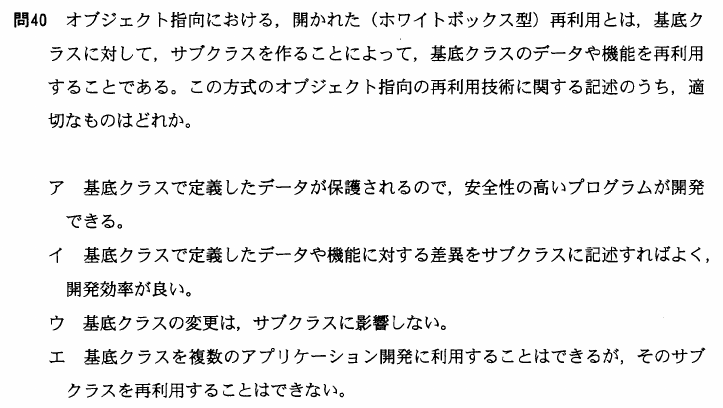 問40 オブジェクト指向における，開かれた（ホワイトボックス型）再利用とは，基底ク
ラスに対して，サブクラスを作ることによって，基底クラスのデータや機能を再利用
することである。この方式のオブジェクト指向の再利用技術に関する記述のうち，適
切なものはどれか。
ア 基底クラスで定義したデータが保護されるので，安全性の高いプログラムが開発
できる。
イ 基底クラスで定義したデータや機能に対する差異をサブクラスに記述すればよく，
開発効率が良い。
ウ 基底クラスの変更は，サブクラスに影響しない。
エ 基底クラスを複数のアプリケーション開発に利用することはできるが，そのサブ
クラスを再利用することはできない。